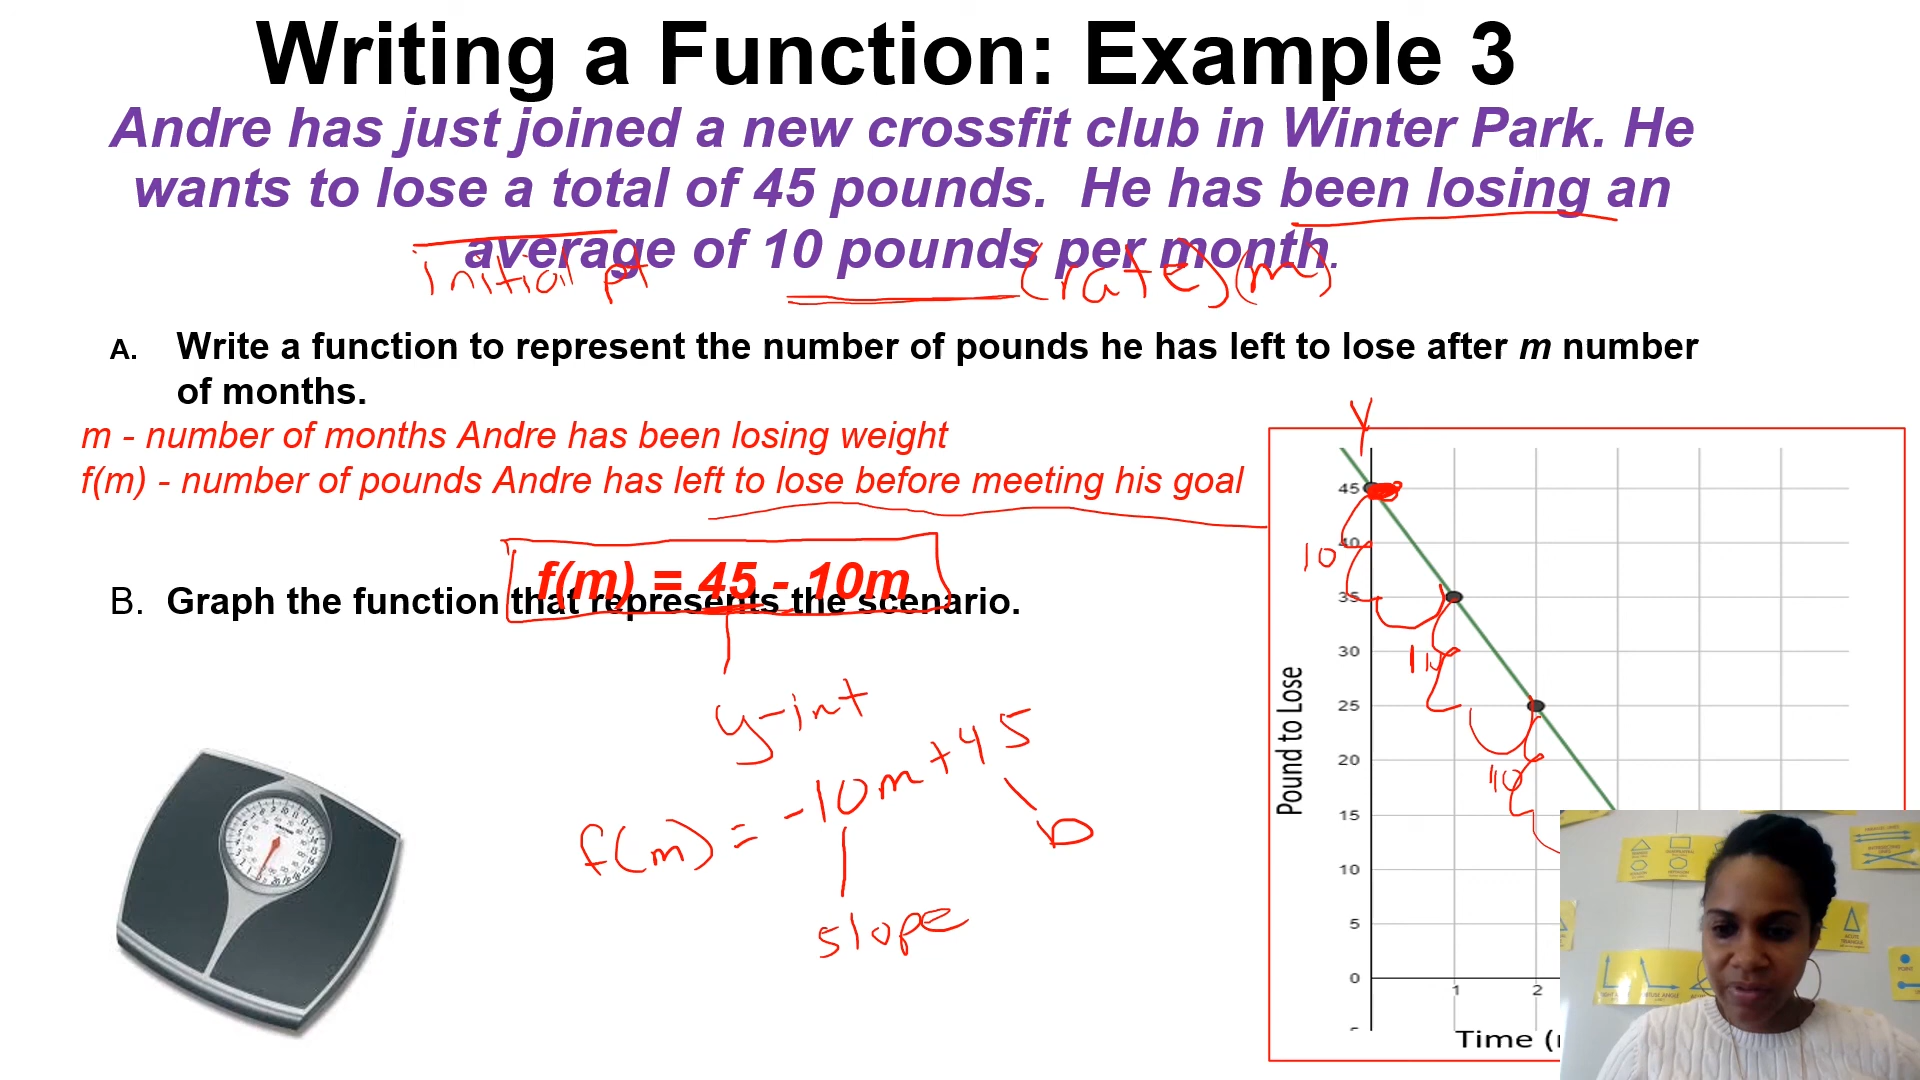 Writing a Function: Example 3
Andre has just joined a new crossfit club in Winter Park. He
wants to lose a total of 45 pounds. He has been losing an
average of 10 pounds per month.
initial pt
(rate)(m)
A. Write a function to represent the number of pounds he has left to lose after m number
of months.
m - number of months Andre has been losing weight
f(m) - number of pounds Andre has left to lose before meeting his goal
f(m) = 45 - 10m
B. Graph the function that represents the scenario.
y-int
f(m) = -10m+45
b
slope
y
45
40
35
30
25
20
15
10
5
0
10
10
10
Pound to Lose
1
2
Time (